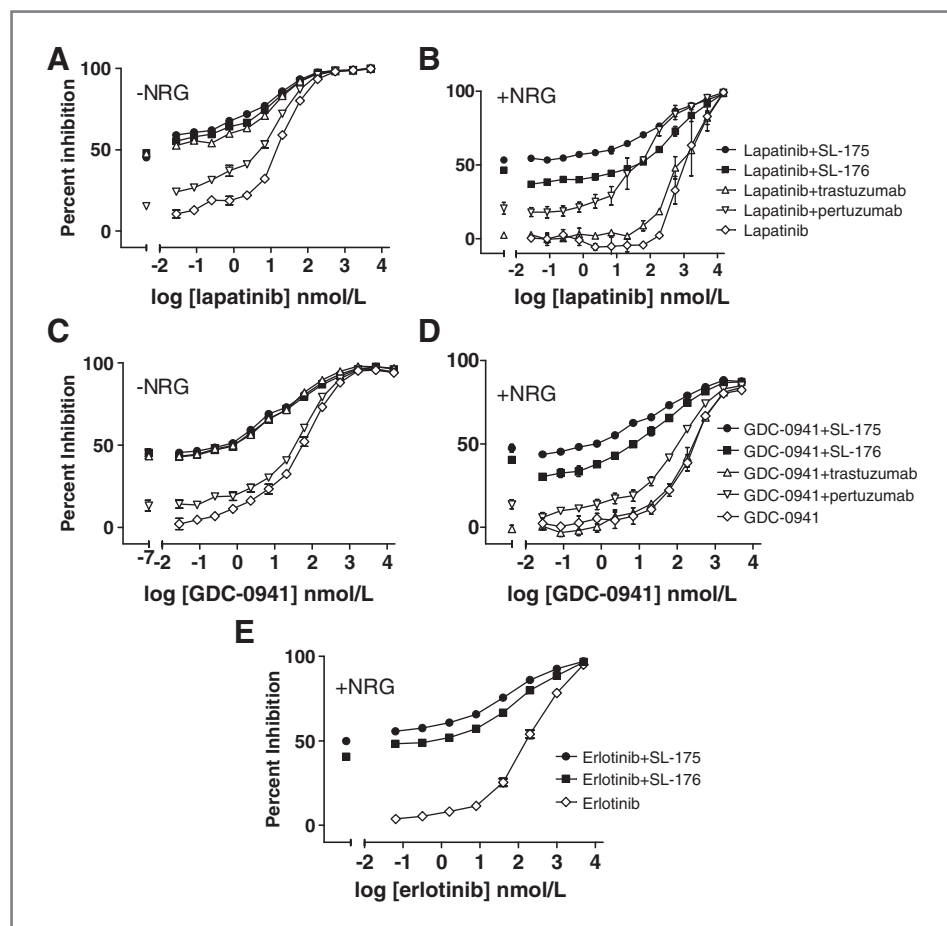 A
-NRG
100
50
0
Percent inhibition
-2 -1 0 1 2 3 4
log [lapatinib] nmol/L
B
+NRG
100
50
0
-2 -1 0 1 2 3 4
log [lapatinib] nmol/L
Lapatinib+SL-175
Lapatinib+SL-176
Lapatinib+trastuzumab
Lapatinib+pertuzumab
Lapatinib
C
-NRG
100
50
0
Percent Inhibition
-7 -2 -1 0 1 2 3 4
log [GDC-0941] nmol/L
D
+NRG
100
50
0
-2 -1 0 1 2 3 4
log [GDC-0941] nmol/L
GDC-0941+SL-175
GDC-0941+SL-176
GDC-0941+trastuzumab
GDC-0941+pertuzumab
GDC-0941
E
+NRG
100
50
0
Percent Inhibition
-2 -1 0 1 2 3 4
log [erlotinib] nmol/L
Erlotinib+SL-175
Erlotinib+SL-176
Erlotinib